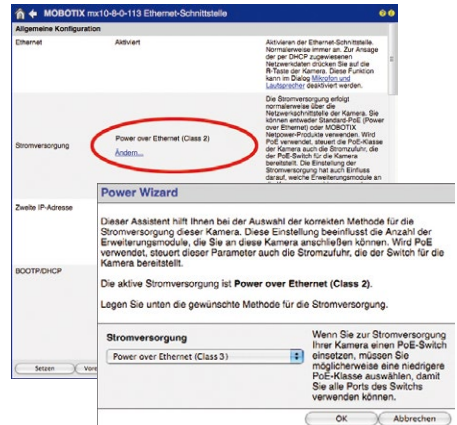 MOBOTIX mx10-8-0-113 Ethernet-Schnittstelle
Allgemeine Konfiguration
Ethernet
Aktiviert
Aktivieren der Ethernet-Schnittstelle.
Normalerweise immer an. Zur Ansage
der per DHCP zugewiesenen
Netzwerkdaten drücken Sie auf die
R-Taste der Kamera. Diese Funktion
kann im Dialog Mikrofon und
Lautsprecher deaktiviert werden.
Stromversorgung
Power over Ethernet (Class 2)
Ändern...
Die Stromversorgung erfolgt
normalerweise über die
Netzwerkschnittstelle der Kamera. Sie
können entweder Standard-PoE (Power
over Ethernet) oder MOBOTIX
Netpower-Produkte verwenden. Wird
PoE verwendet, steuert die PoE-Klasse
der Kamera auch die Stromzufuhr, die
der PoE-Switch für die Kamera
bereitstellt. Die Einstellung der
Stromversorgung hat auch Einfluss
darauf, welche Erweiterungsmodule an
Zweite IP-Adresse
BOOTP/DHCP
Setzen
Power Wizard
Dieser Assistent hilft Ihnen bei der Auswahl der korrekten Methode für die
Stromversorgung dieser Kamera. Diese Einstellung beeinflusst die Anzahl der
Erweiterungsmodule, die Sie an diese Kamera anschließen können. Wird PoE
verwendet, steuert dieser Parameter auch die Stromzufuhr, die der Switch für die
Kamera bereitstellt.
Die aktive Stromversorgung ist Power over Ethernet (Class 2).
Legen Sie unten die gewünschte Methode für die Stromversorgung.
Stromversorgung
Power over Ethernet (Class 3)
Wenn Sie zur Stromversorgung
Ihrer Kamera einen PoE-Switch
einsetzen, müssen Sie
möglicherweise eine niedrigere
PoE-Klasse auswählen, damit
Sie alle Ports des Switchs
verwenden können.
OK
Abbrechen